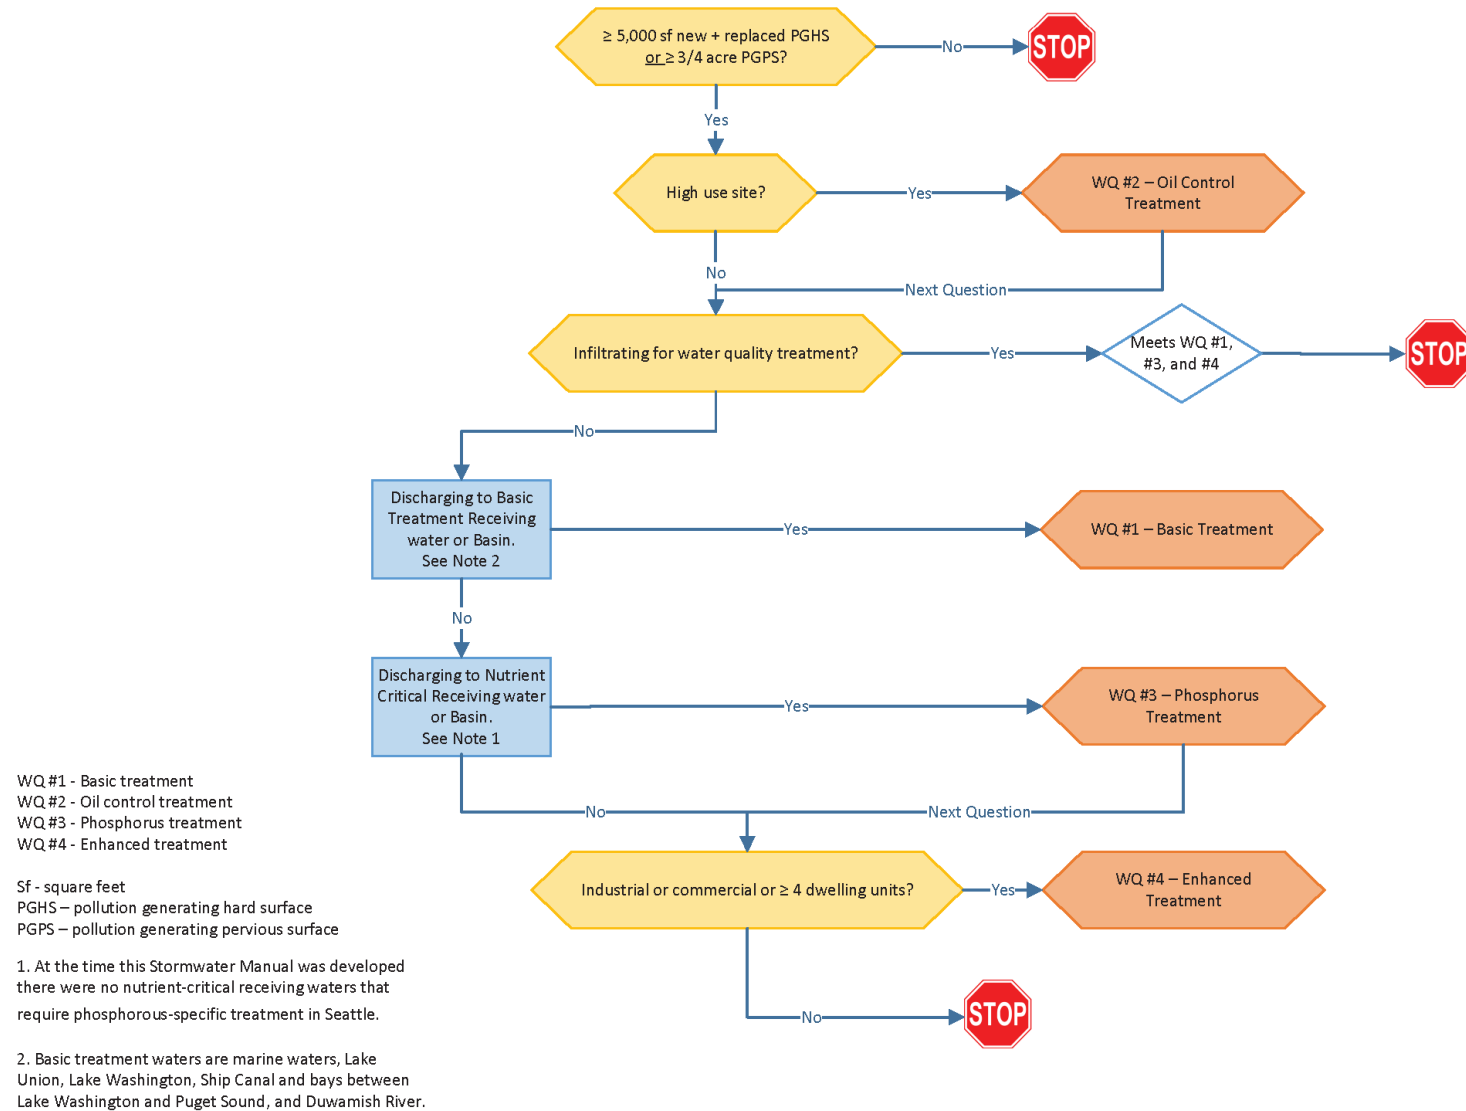 ≥ 5,000 sf new + replaced PGHS
or ≥ 3/4 acre PGPS?
No
STOP
Yes
High use site?
Yes
WQ #2 – Oil Control
Treatment
No
Next Question
Infiltrating for water quality treatment?
Yes
Meets WQ #1,
#3, and #4
STOP
No
Discharging to Basic
Treatment Receiving
water or Basin.
See Note 2
Yes
WQ #1 – Basic Treatment
No
Discharging to Nutrient
Critical Receiving water
or Basin.
See Note 1
Yes
WQ #3 – Phosphorus
Treatment
No
Next Question
Industrial or commercial or ≥ 4 dwelling units?
Yes
WQ #4 – Enhanced
Treatment
No
STOP
WQ #1 - Basic treatment
WQ #2 - Oil control treatment
WQ #3 - Phosphorus treatment
WQ #4 - Enhanced treatment
Sf - square feet
PGHS – pollution generating hard surface
PGPS – pollution generating pervious surface
1. At the time this Stormwater Manual was developed
there were no nutrient-critical receiving waters that
require phosphorous-specific treatment in Seattle.
2. Basic treatment waters are marine waters, Lake
Union, Lake Washington, Ship Canal and bays between
Lake Washington and Puget Sound, and Duwamish River.